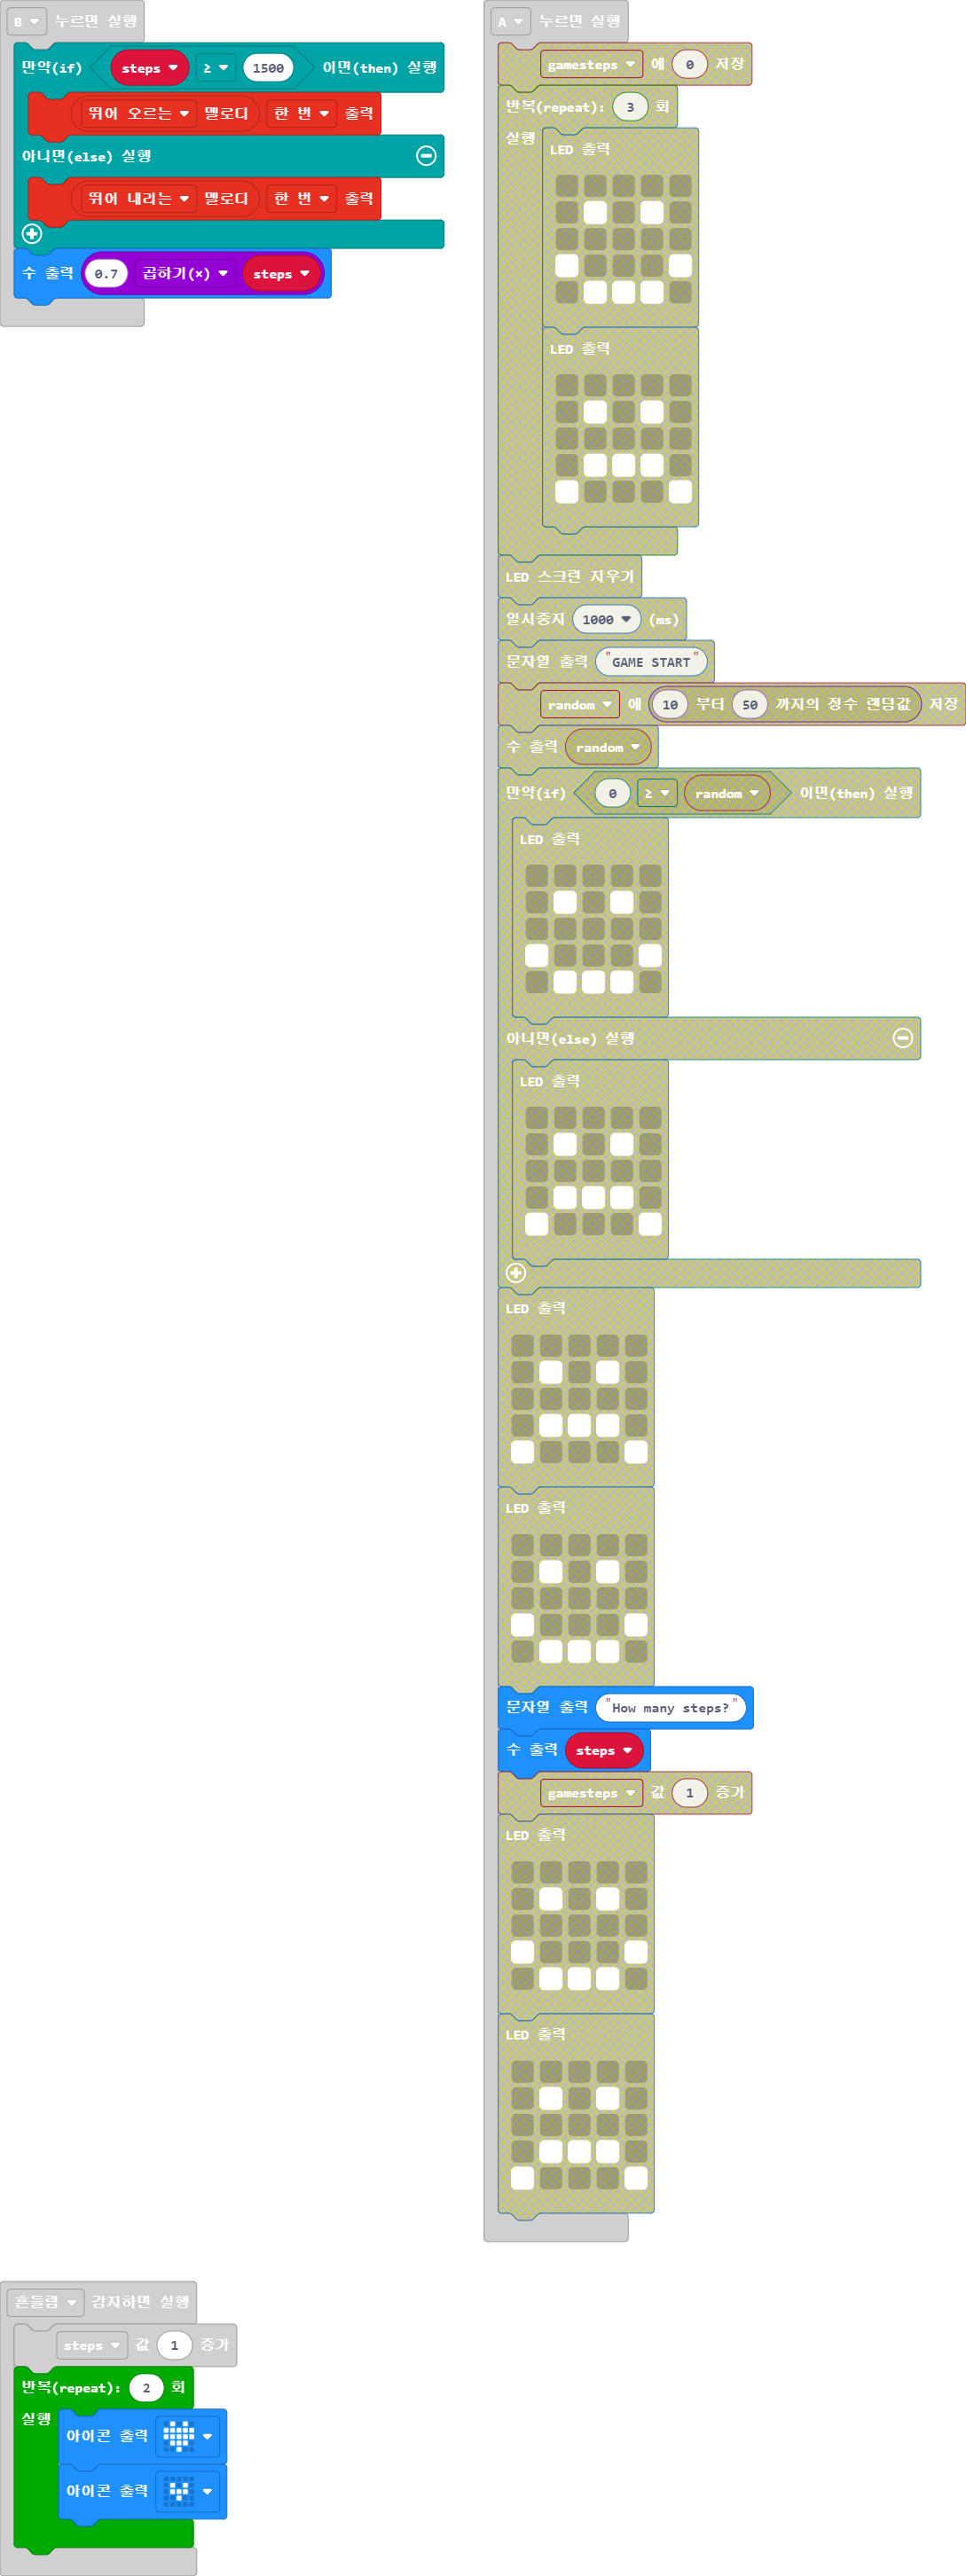 B 누르면 실행
만약(if) steps ≥ 1500 이면(then) 실행
뛰어 오르는 멜로디 한 번 출력
아니면(else) 실행
뛰어 내리는 멜로디 한 번 출력
수 출력 0.7 곱하기(×) steps
A 누르면 실행
gamesteps 에 0 저장
반복(repeat): 3 회
실행
LED 출력
LED 출력
LED 스크린 지우기
일시중지 1000 (ms)
문자열 출력 "GAME START"
random 에 10 부터 50 까지의 정수 랜덤값 저장
수 출력 random
만약(if) 0 ≥ random 이면(then) 실행
LED 출력
아니면(else) 실행
LED 출력
LED 출력
LED 출력
문자열 출력 "How many steps?"
수 출력 steps
gamesteps 값 1 증가
LED 출력
LED 출력
흔들림 감지하면 실행
steps 값 1 증가
반복(repeat): 2 회
실행
아이콘 출력
아이콘 출력